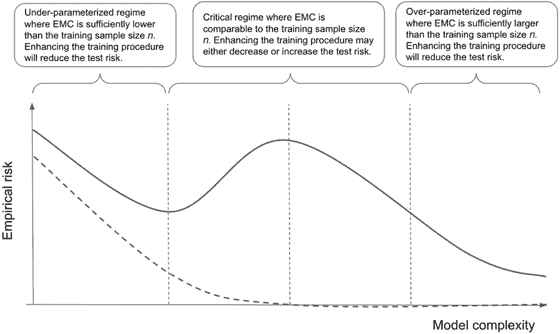 Under-parameterized regime
where EMC is sufficiently lower
than the training sample size n.
Enhancing the training procedure
will reduce the test risk.
Critical regime where EMC is
comparable to the training sample size
n. Enhancing the training procedure may
either decrease or increase the test risk.
Over-parameterized regime
where EMC is sufficiently larger
than the training sample size n.
Enhancing the training procedure
will reduce the test risk.
Empirical risk
Model complexity